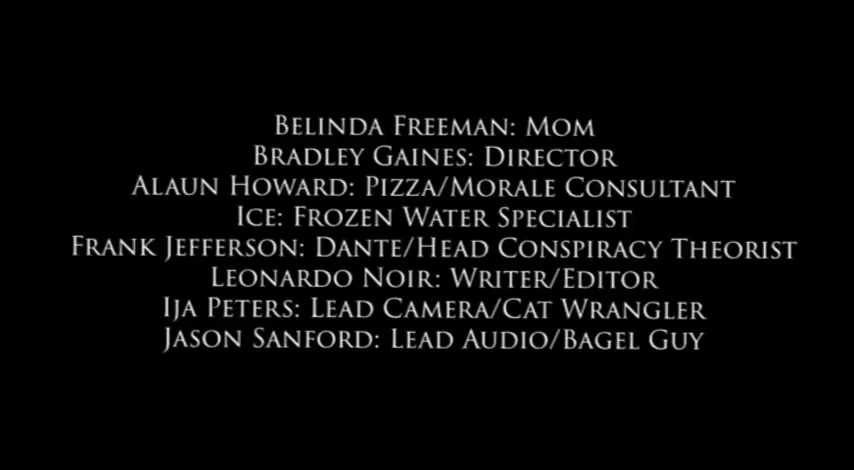 Belinda Freeman: Mom
Bradley Gaines: Director
Alaun Howard: Pizza/Morale Consultant
Ice: Frozen Water Specialist
Frank Jefferson: Dante/Head Conspiracy Theorist
Leonardo Noir: Writer/Editor
Ija Peters: Lead Camera/Cat Wrangler
Jason Sanford: Lead Audio/Bagel Guy